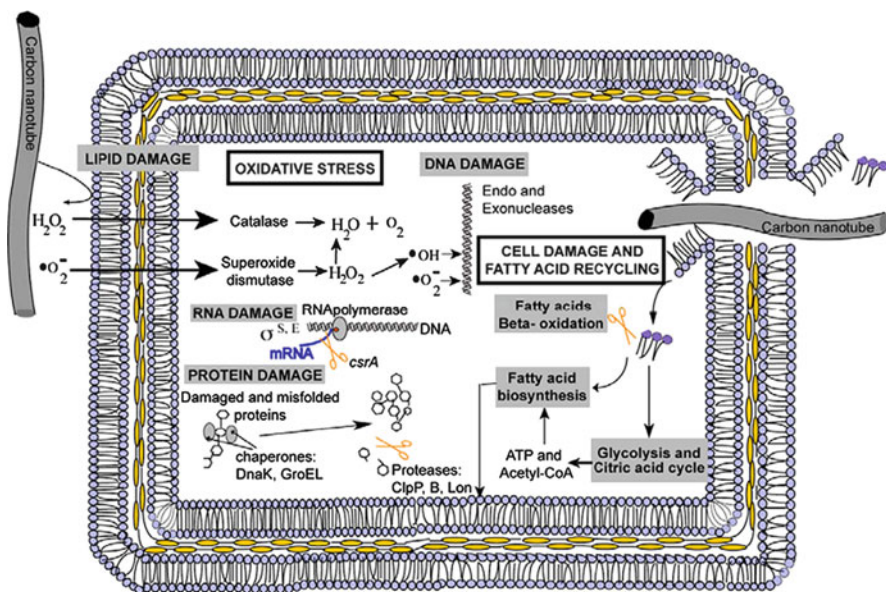 Carbon nanotube
LIPID DAMAGE
H₂O₂
•O₂⁻
OXIDATIVE STRESS
Catalase
H₂O + O₂
Superoxide
dismutase
H₂O₂
•OH
•O₂⁻
DNA DAMAGE
Endo and
Exonucleases
Carbon nanotube
CELL DAMAGE AND
FATTY ACID RECYCLING
RNA DAMAGE
RNApolymerase
σ S, E
DNA
mRNA
csrA
PROTEIN DAMAGE
Damaged and misfolded
proteins
chaperones:
DnaK, GroEL
Proteases:
ClpP, B, Lon
Fatty acids
Beta- oxidation
Fatty acid
biosynthesis
ATP and
Acetyl-CoA
Glycolysis and
Citric acid cycle